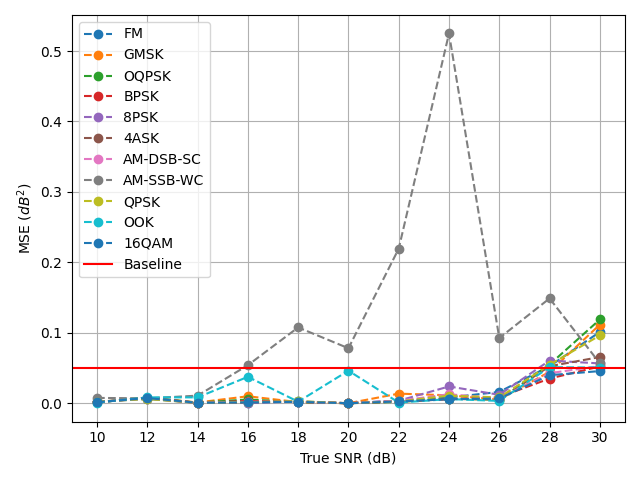 FM
GMSK
OQPSK
BPSK
8PSK
4ASK
AM-DSB-SC
AM-SSB-WC
QPSK
OOK
16QAM
Baseline
MSE (dB²)
0.5
0.4
0.3
0.2
0.1
0.0
10 12 14 16 18 20 22 24 26 28 30
True SNR (dB)